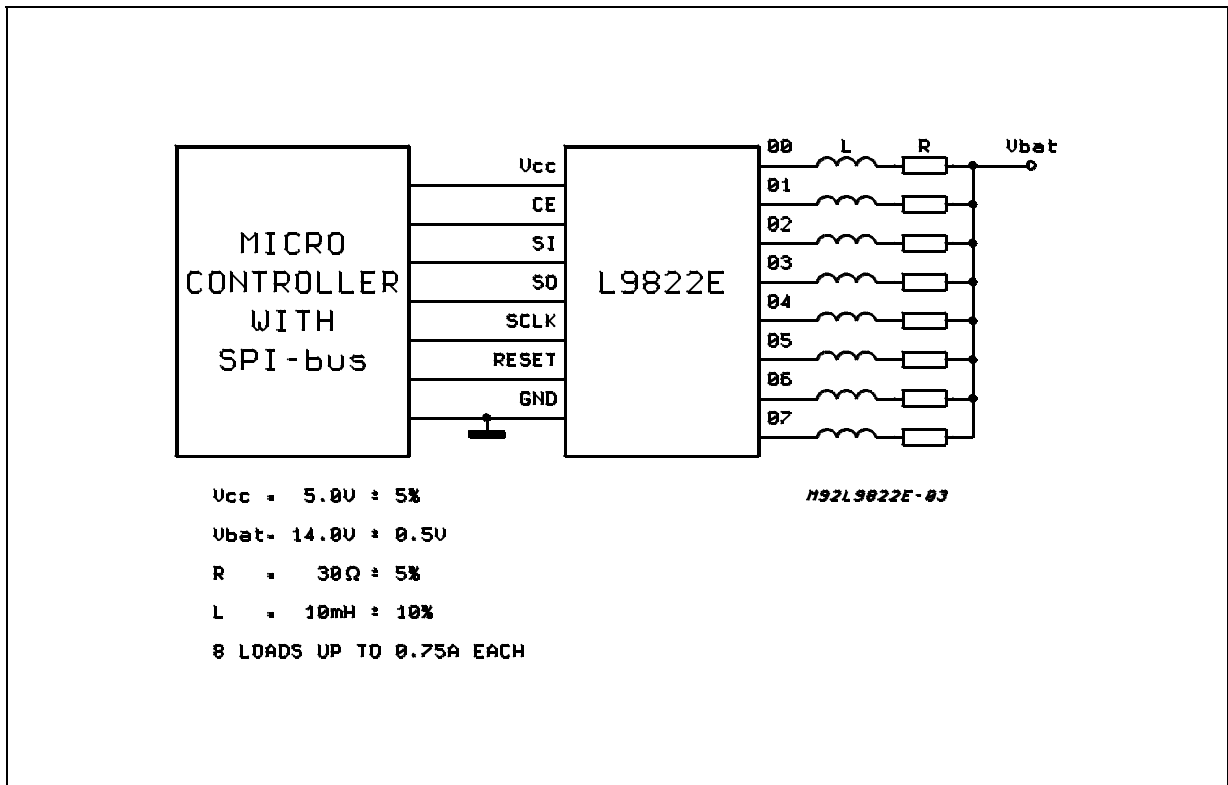 00 L R Vbat
Vcc
01
CE
02
MICRO
SI
03
CONTROLLER
SO
L9822E
04
WITH
SCLK
05
SPI-bus
RESET
06
GND
07
Vcc = 5.0V ± 5%
M92L9822E-03
Vbat= 14.0V ± 0.5V
R = 30Ω ± 5%
L = 10mH ± 10%
8 LOADS UP TO 0.75A EACH